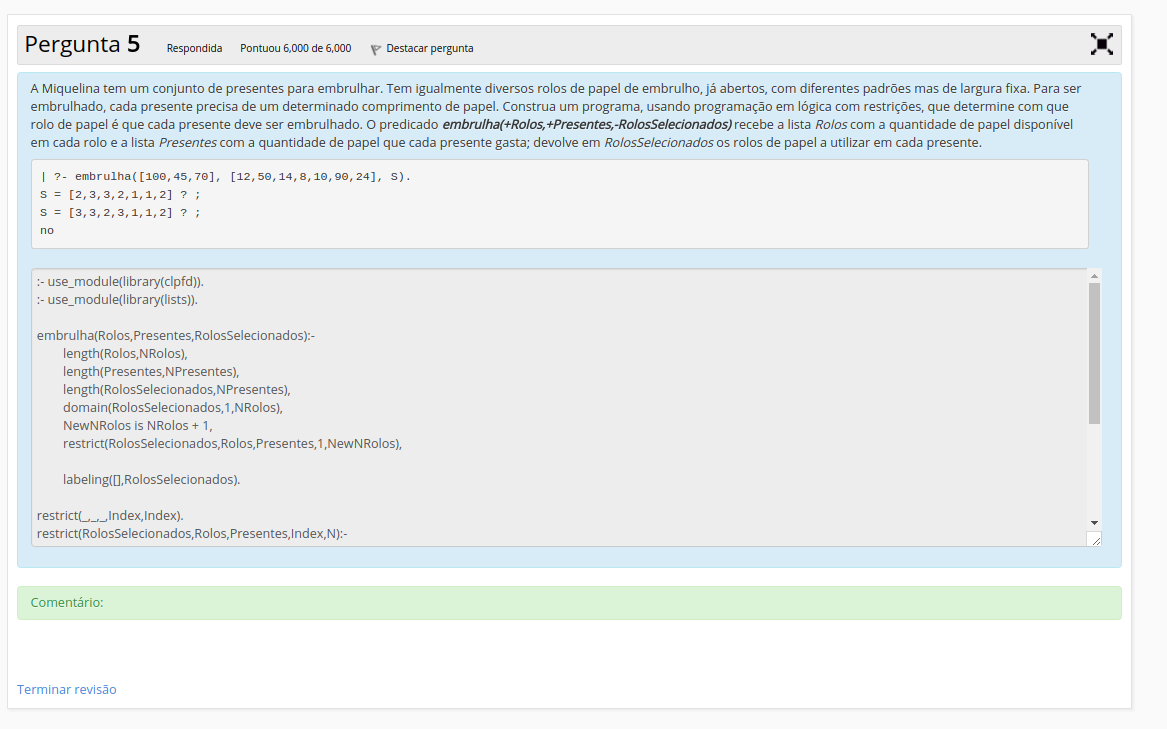 Pergunta 5 Respondida Pontuou 6,000 de 6,000 Destacar pergunta
A Miquelina tem um conjunto de presentes para embrulhar. Tem igualmente diversos rolos de papel de embrulho, já abertos, com diferentes padrões mas de largura fixa. Para ser
embrulhado, cada presente precisa de um determinado comprimento de papel. Construa um programa, usando programação em lógica com restrições, que determine com que
rolo de papel é que cada presente deve ser embrulhado. O predicado embrulha(+Rolos,+Presentes,-RolosSelecionados) recebe a lista Rolos com a quantidade de papel disponível
em cada rolo e a lista Presentes com a quantidade de papel que cada presente gasta; devolve em RolosSelecionados os rolos de papel a utilizar em cada presente.
| ?- embrulha([100,45,70], [12,50,14,8,10,90,24], S).
S = [2,3,3,2,1,1,2] ? ;
S = [3,3,2,3,1,1,2] ? ;
no
:- use_module(library(clpfd)).
:- use_module(library(lists)).
embrulha(Rolos,Presentes,RolosSelecionados):-
length(Rolos,NRolos),
length(Presentes,NPresentes),
length(RolosSelecionados,NPresentes),
domain(RolosSelecionados,1,NRolos),
NewNRolos is NRolos + 1,
restrict(RolosSelecionados,Rolos,Presentes,1,NewNRolos),
labeling([],RolosSelecionados).
restrict(_,_,_,Index,Index).
restrict(RolosSelecionados,Rolos,Presentes,Index,N):-
Comentário:
Terminar revisão